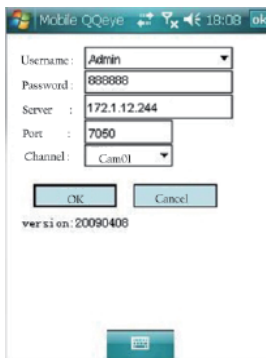 Mobile QQeye 18:08 ok
Username : Admin
Password : 888888
Server : 172.1.12.244
Port : 7050
Channel : Cam01
OK Cancel
version:20090408